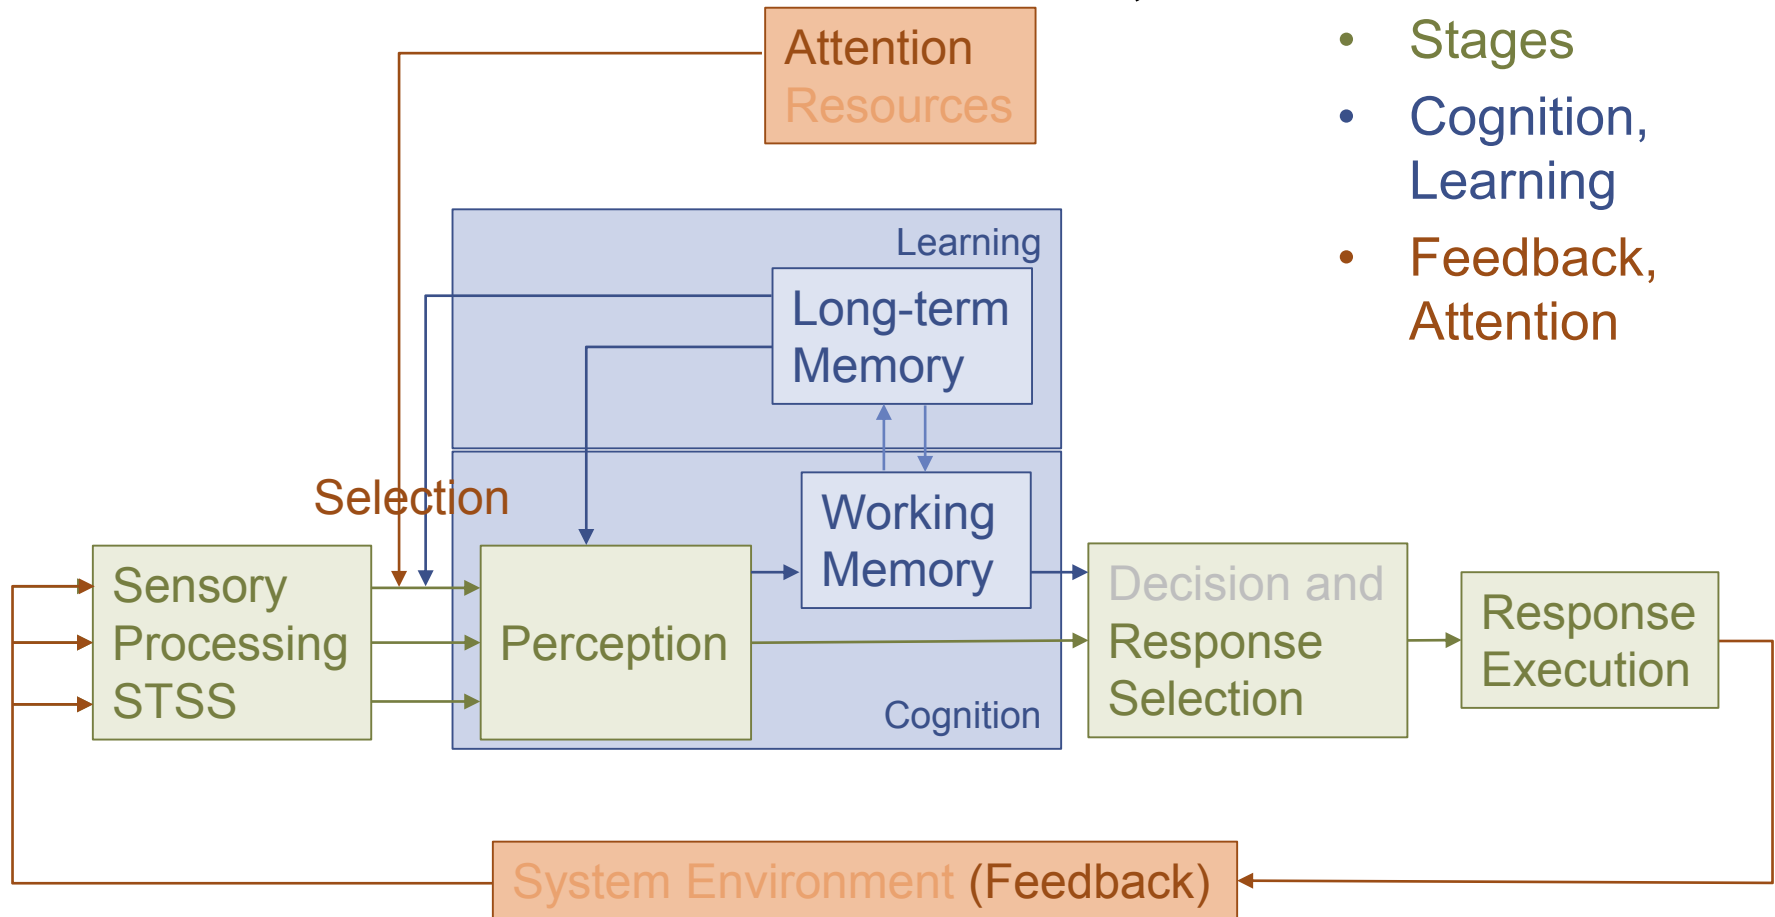 Attention
Resources
• Stages
• Cognition,
Learning
• Feedback,
Attention
Learning
Long-term
Memory
Selection
Working
Memory
Sensory
Processing
STSS
Perception
Cognition
Decision and
Response
Selection
Response
Execution
System Environment (Feedback)